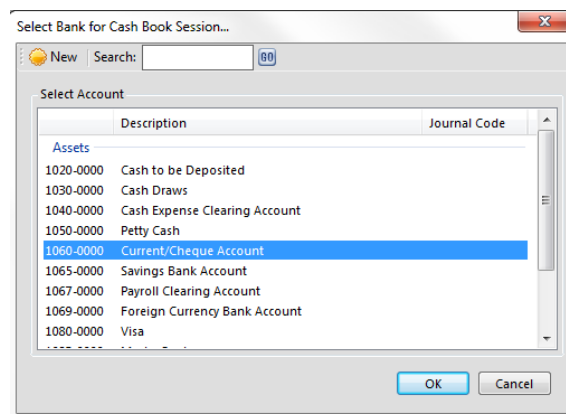 Select Bank for Cash Book Session...
New Search: GO
Select Account
Description Journal Code
Assets
1020-0000 Cash to be Deposited
1030-0000 Cash Draws
1040-0000 Cash Expense Clearing Account
1050-0000 Petty Cash
1060-0000 Current/Cheque Account
1065-0000 Savings Bank Account
1067-0000 Payroll Clearing Account
1069-0000 Foreign Currency Bank Account
1080-0000 Visa
OK Cancel